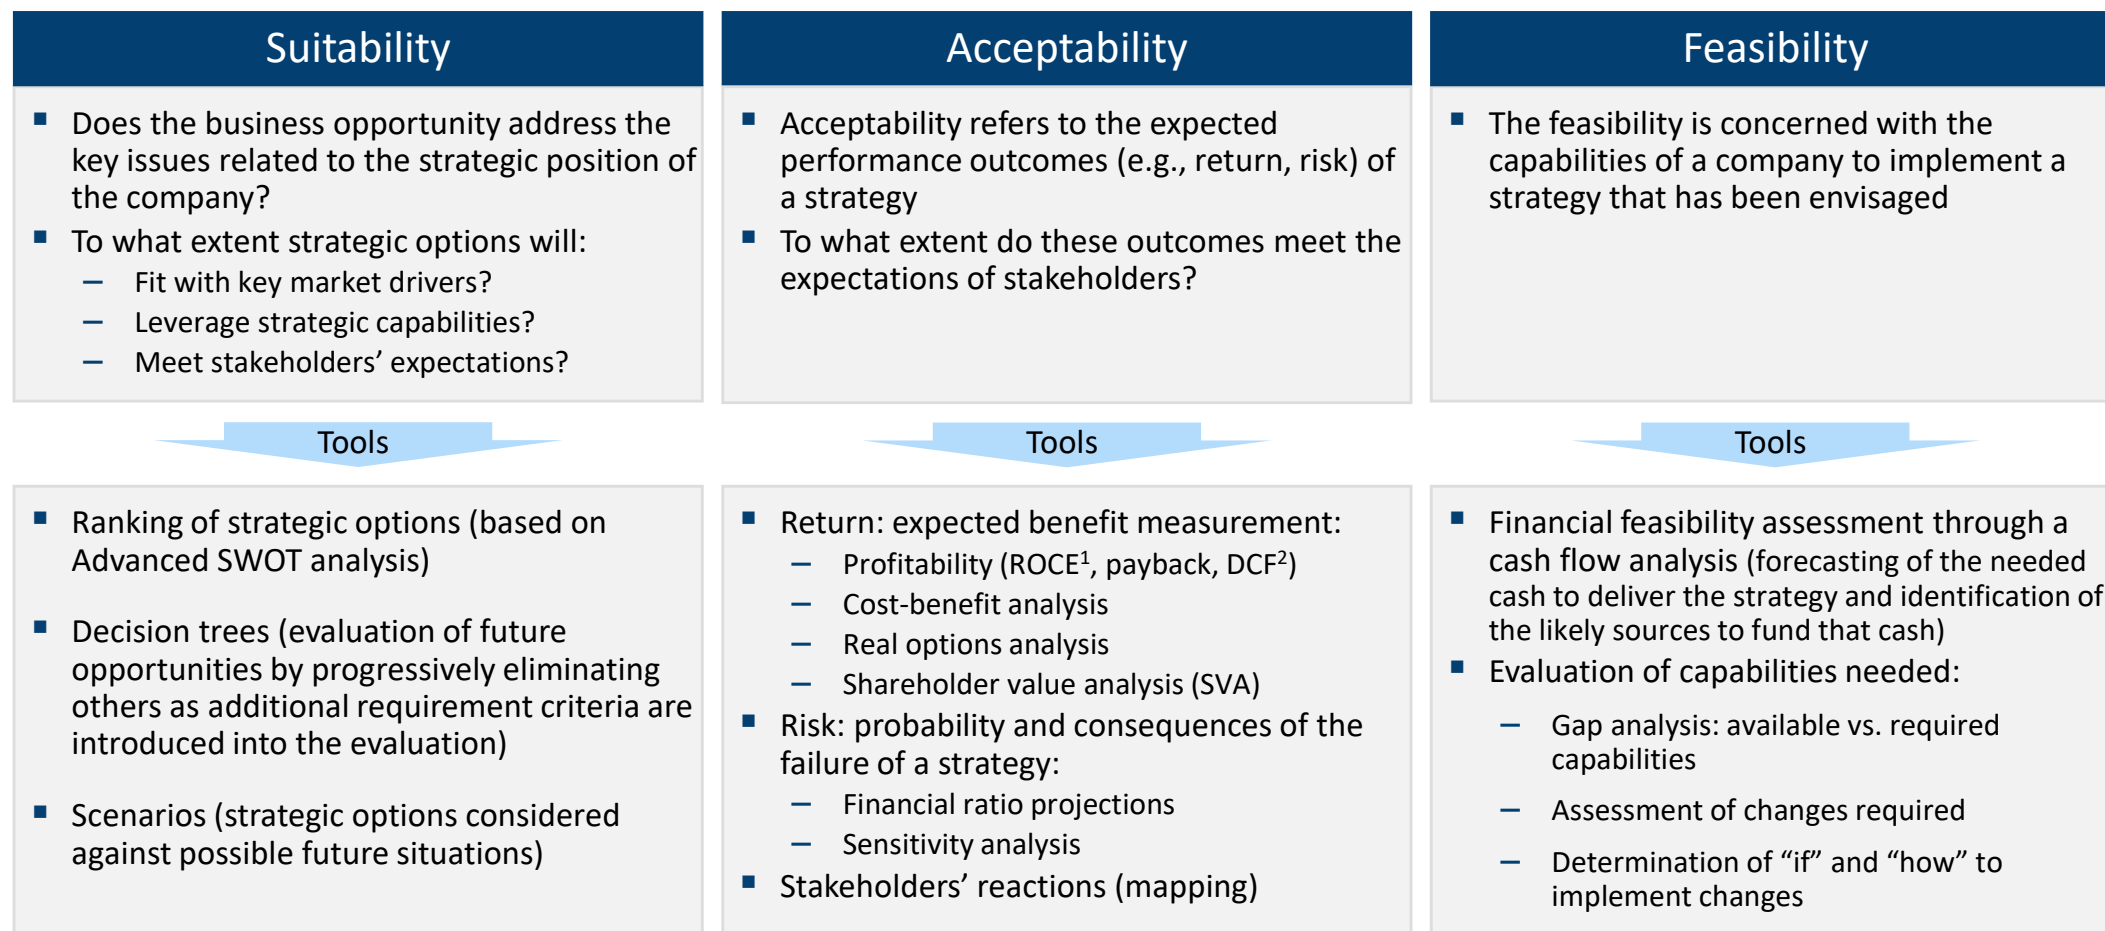 Suitability
Does the business opportunity address the
key issues related to the strategic position of
the company?
To what extent strategic options will:
– Fit with key market drivers?
– Leverage strategic capabilities?
– Meet stakeholders’ expectations?
Tools
Ranking of strategic options (based on
Advanced SWOT analysis)
Decision trees (evaluation of future
opportunities by progressively eliminating
others as additional requirement criteria are
introduced into the evaluation)
Scenarios (strategic options considered
against possible future situations)
Acceptability
Acceptability refers to the expected
performance outcomes (e.g., return, risk) of
a strategy
To what extent do these outcomes meet the
expectations of stakeholders?
Tools
Return: expected benefit measurement:
– Profitability (ROCE¹, payback, DCF²)
– Cost-benefit analysis
– Real options analysis
– Shareholder value analysis (SVA)
Risk: probability and consequences of the
failure of a strategy:
– Financial ratio projections
– Sensitivity analysis
Stakeholders’ reactions (mapping)
Feasibility
The feasibility is concerned with the
capabilities of a company to implement a
strategy that has been envisaged
Tools
Financial feasibility assessment through a
cash flow analysis (forecasting of the needed
cash to deliver the strategy and identification of
the likely sources to fund that cash)
Evaluation of capabilities needed:
– Gap analysis: available vs. required
capabilities
– Assessment of changes required
– Determination of “if” and “how” to
implement changes